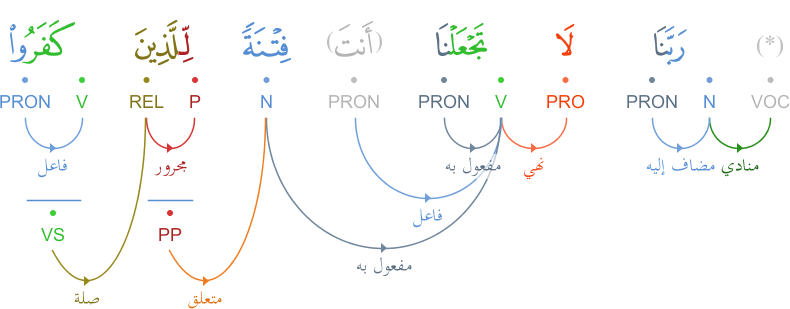 (*) رَبَّنَا لَا تَجْعَلْنَا (أَنتَ) فِتْنَةً لِّلَّذِينَ كَفَرُوا۟
PRON V REL P N PRON PRON V PRO PRON N VOC
فاعل مجرور مفعول به نهي مضاف إليه منادي
فاعل
VS PP
مفعول به
صلة متعلق